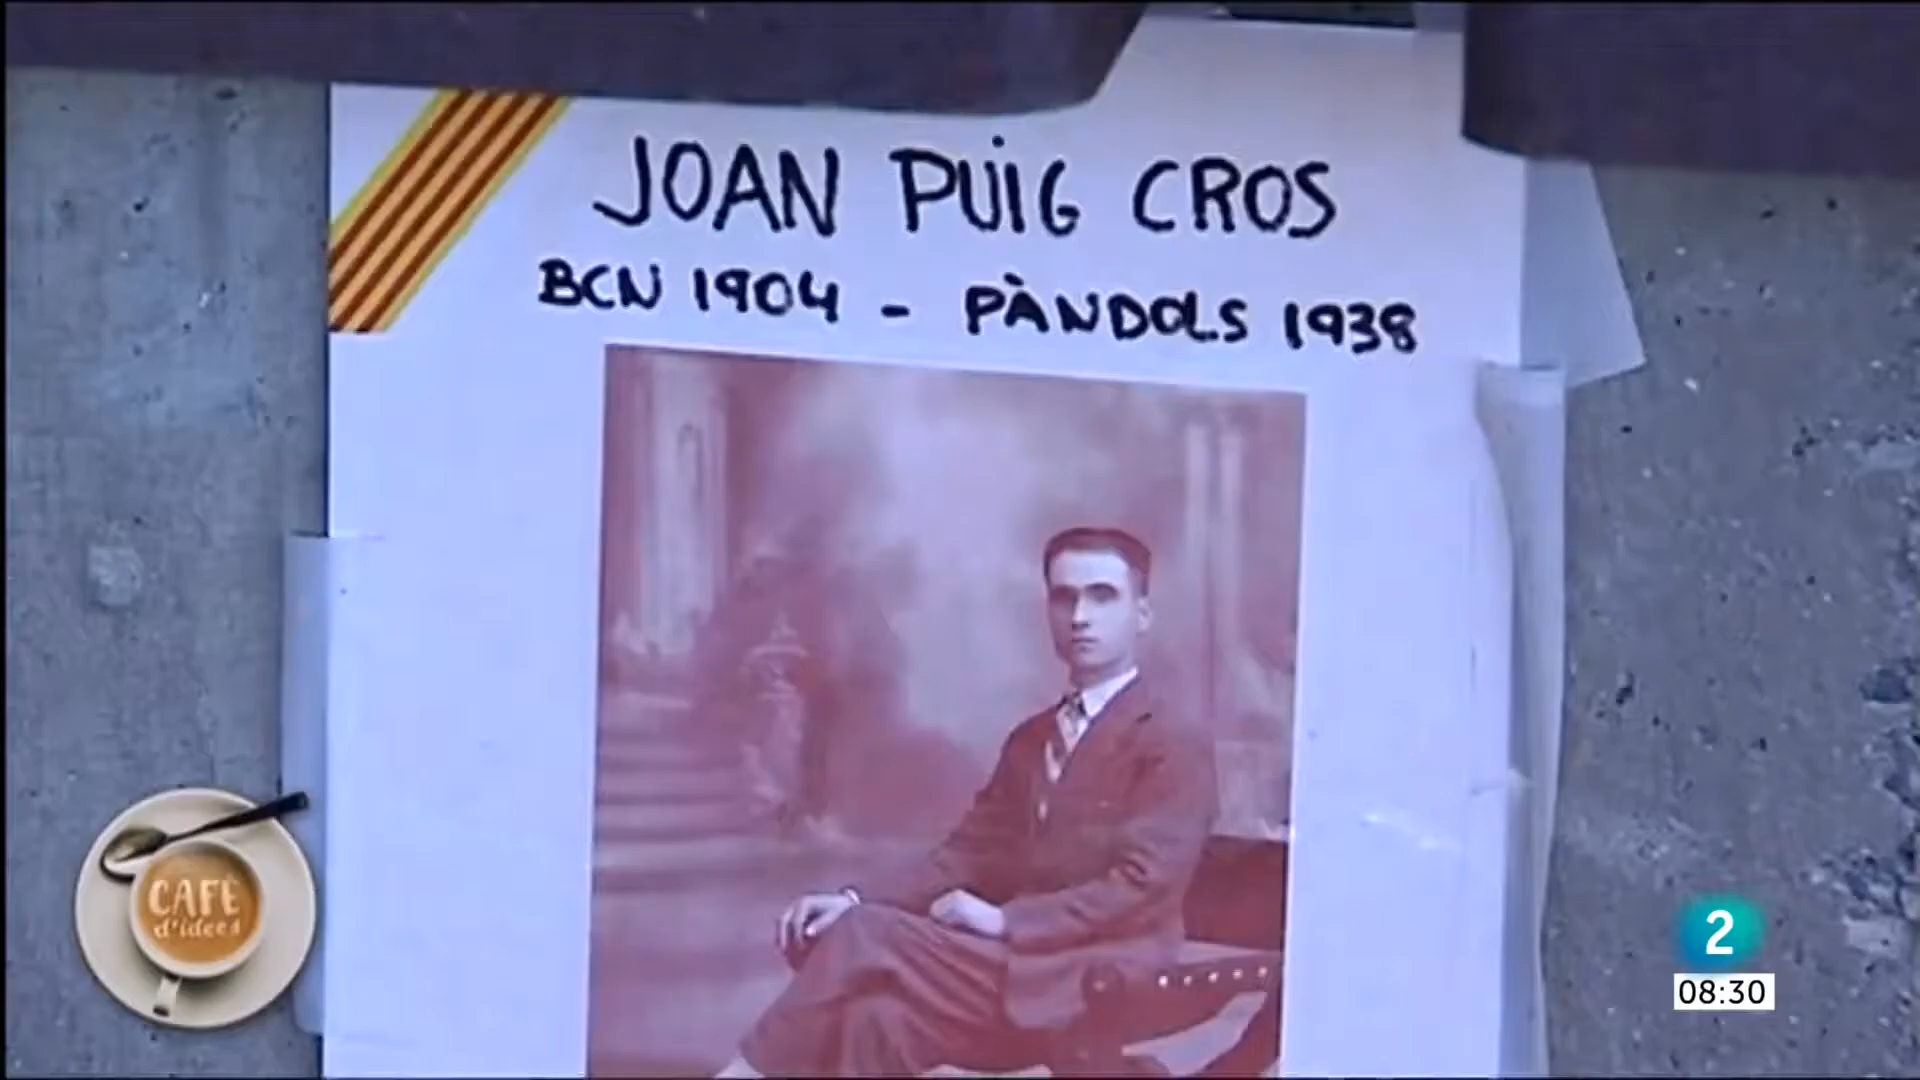 JOAN PUIG CROS
BCN 1904 - PÀNDOLS 1938
CAFÈ
d'idees
2
08:30